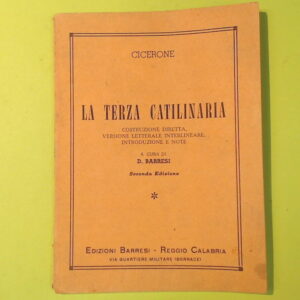 CICERONE
LA TERZA CATILINARIA
COSTRUZIONE DIRETTA,
VERSIONE LETTERALE INTERLINEARE,
INTRODUZIONE E NOTE
A CURA DI
D. BARRESI
Seconda Edizione
*
EDIZIONI BARRESI - REGGIO CALABRIA
VIA QUARTIERE MILITARE (BORRACE)